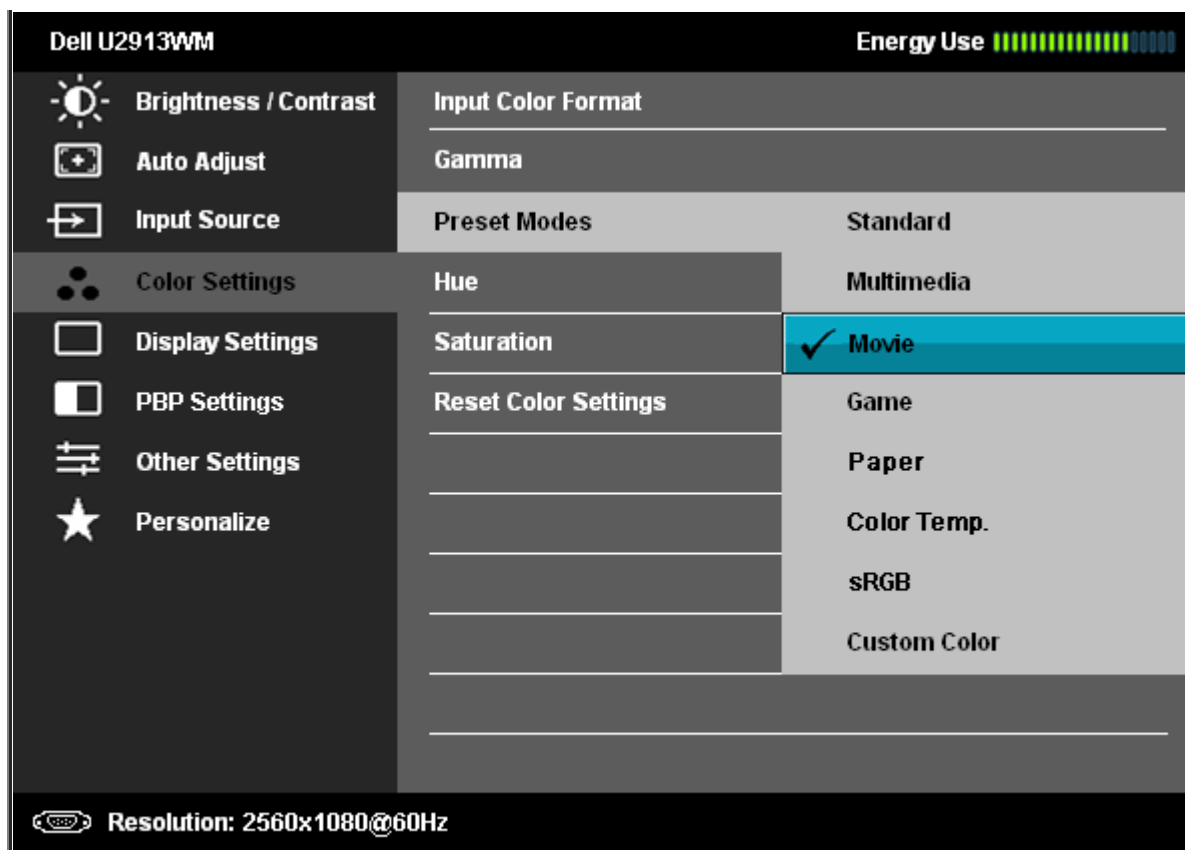 Dell U2913WM Energy Use
Brightness / Contrast Input Color Format
Auto Adjust Gamma
Input Source Preset Modes Standard
Color Settings Hue Multimedia
Display Settings Saturation Movie
PBP Settings Reset Color Settings Game
Other Settings Paper
Personalize Color Temp.
sRGB
Custom Color
Resolution: 2560x1080@60Hz